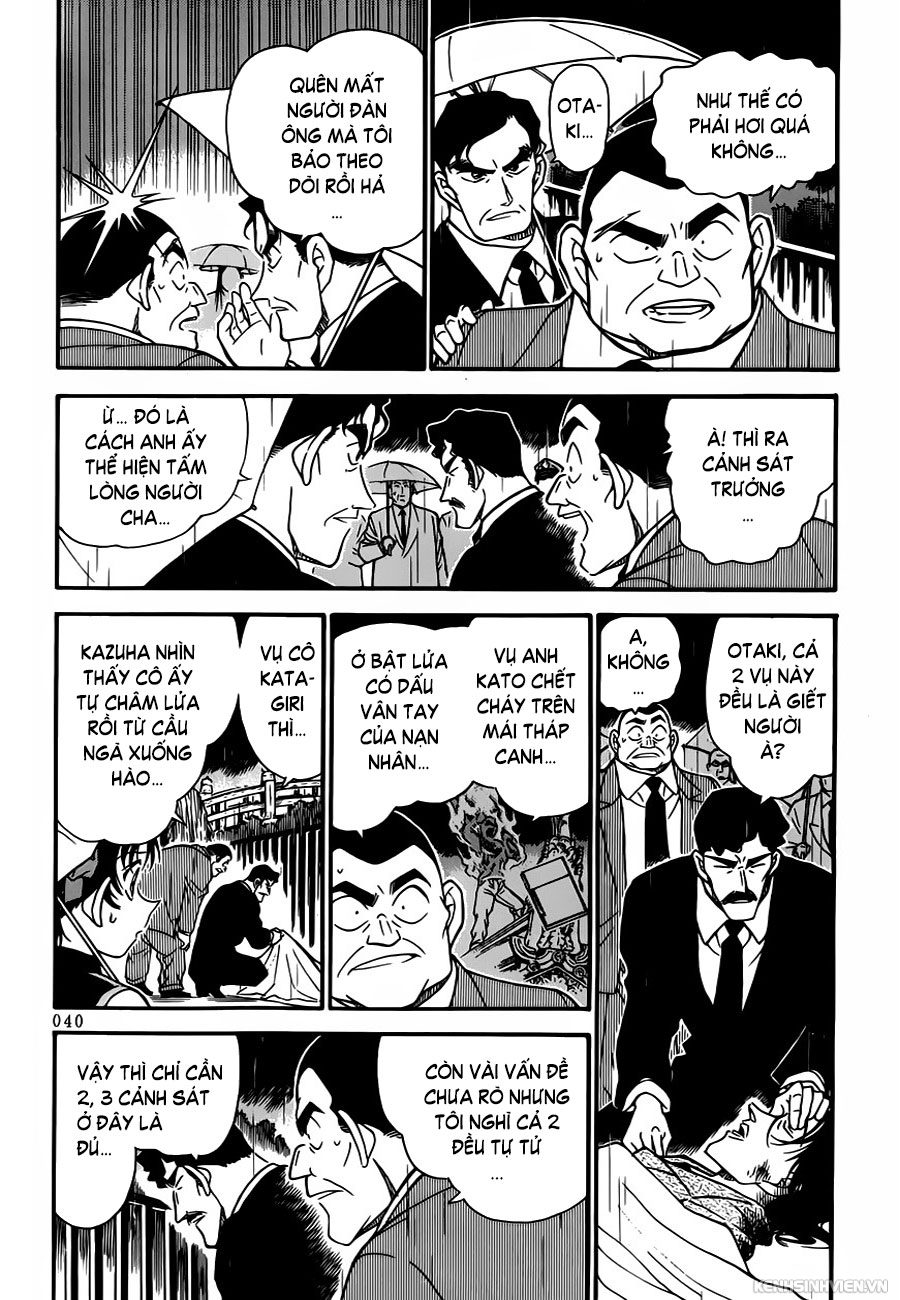 NHƯ THẾ CÓ
PHẢI HƠI QUÁ
KHÔNG...
OTA-
KI...
QUÊN MẤT
NGƯỜI ĐÀN
ÔNG MÀ TÔI
BẢO THEO
DÕI RỒI HẢ
...
À! THÌ RA
CẢNH SÁT
TRƯỞNG
...
Ừ... ĐÓ LÀ
CÁCH ANH ẤY
THỂ HIỆN TẤM
LÒNG NGƯỜI
CHA...
OTAKI, CẢ
2 VỤ NÀY
ĐỀU LÀ GIẾT
NGƯỜI
À?
A,
KHÔNG
...
VỤ ANH
KATO CHẾT
CHÁY TRÊN
MÁI THÁP
CANH...
Ở BẬT LỬA
CÓ DẤU
VÂN TAY
CỦA NẠN
NHÂN...
VỤ CÔ
KATA-
GIRI
THÌ...
KAZUHA NHÌN
THẤY CÔ ẤY
TỰ CHÂM LỬA
RỒI TỪ CẦU
NGÃ XUỐNG
HÀO...
040
CÒN VÀI VẤN ĐỀ
CHƯA RÕ NHƯNG
TÔI NGHĨ CẢ 2
ĐỀU TỰ TỬ
...
VẬY THÌ CHỈ CẦN
2, 3 CẢNH SÁT
Ở ĐÂY LÀ
ĐỦ...
KENHSINHVIEN.VN